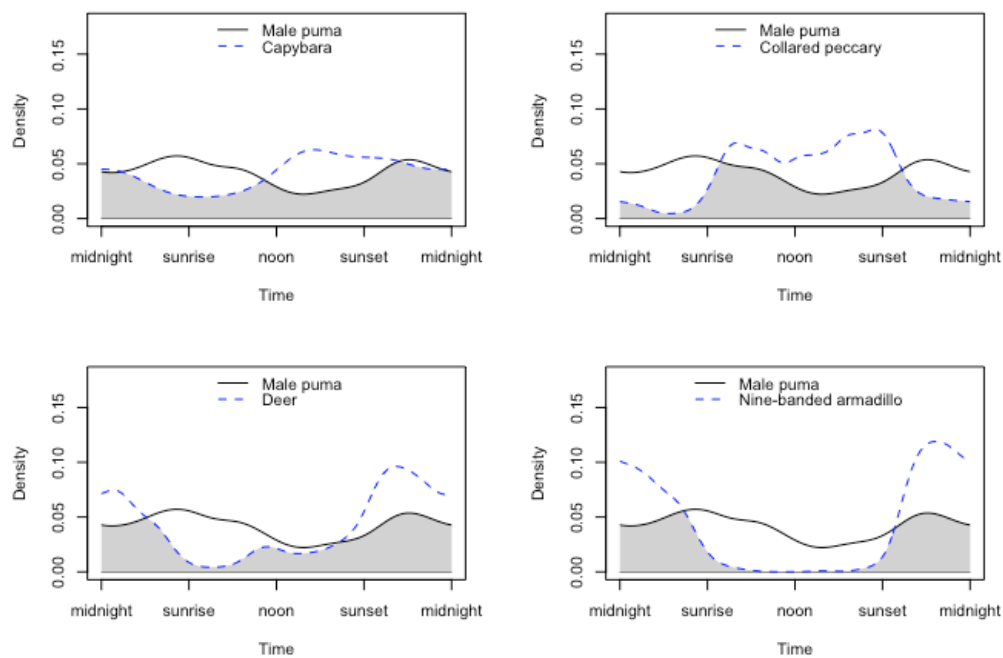 Male puma
Capybara
0.15
0.10
0.05
0.00
Density
midnight sunrise noon sunset midnight
Time
Male puma
Collared peccary
0.15
0.10
0.05
0.00
Density
midnight sunrise noon sunset midnight
Time
Male puma
Deer
0.15
0.10
0.05
0.00
Density
midnight sunrise noon sunset midnight
Time
Male puma
Nine-banded armadillo
0.15
0.10
0.05
0.00
Density
midnight sunrise noon sunset midnight
Time